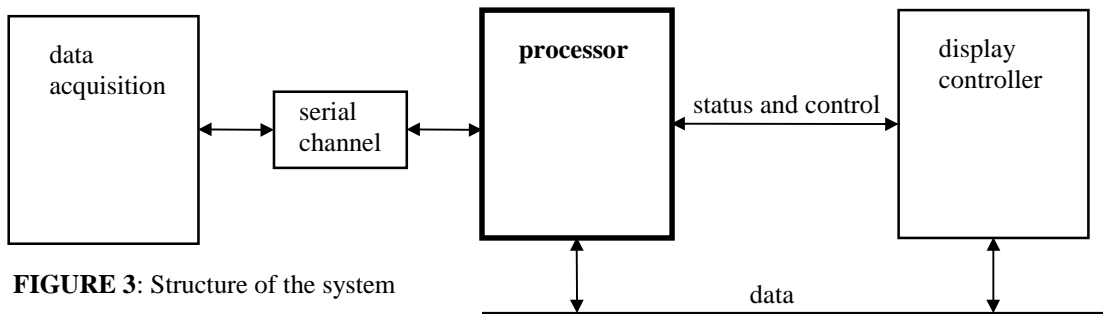 data
acquisition
serial
channel
processor
status and control
display
controller
data
FIGURE 3: Structure of the system